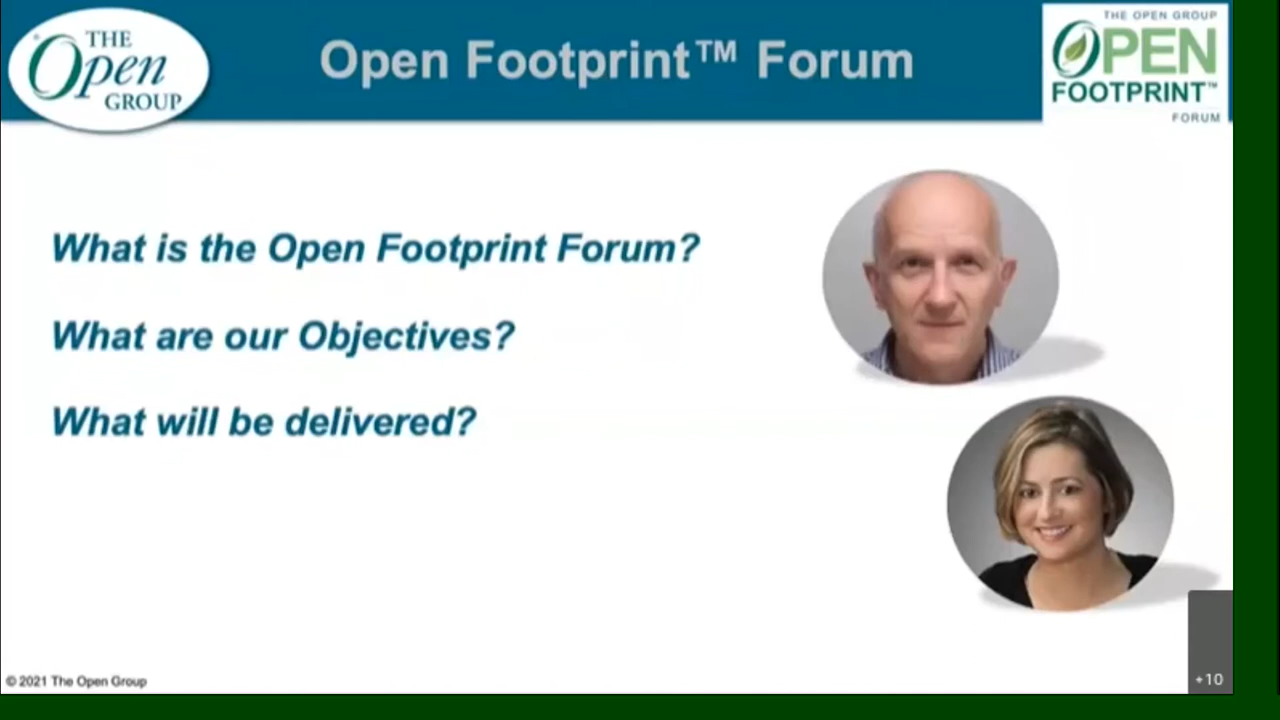 THE
Open
GROUP
Open Footprint™ Forum
THE OPEN GROUP
OPEN
FOOTPRINT™
FORUM
What is the Open Footprint Forum?
What are our Objectives?
What will be delivered?
© 2021 The Open Group
+10